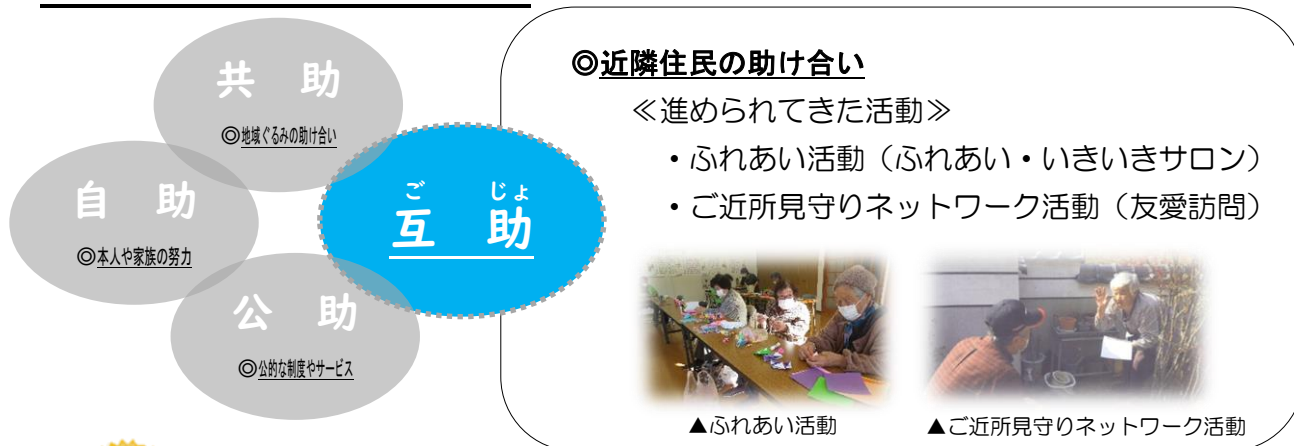 共 助
◎地域ぐるみの助け合い
自 助
◎本人や家族の努力
ご じょ
互 助
公 助
◎公的な制度やサービス
◎近隣住民の助け合い
≪進められてきた活動≫
・ふれあい活動（ふれあい・いきいきサロン）
・ご近所見守りネットワーク活動（友愛訪問）
▲ふれあい活動
▲ご近所見守りネットワーク活動